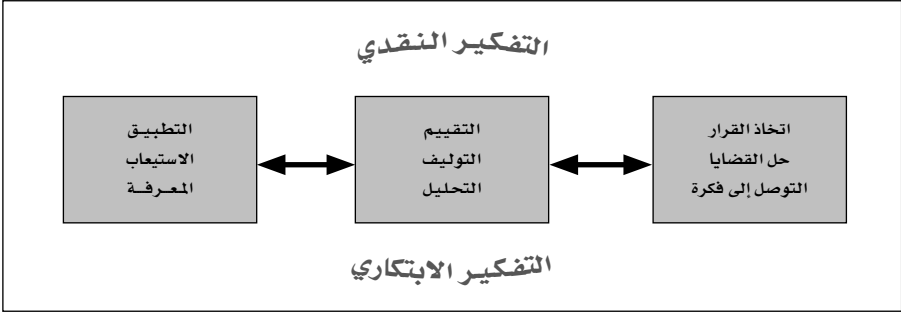 التفكير النقدي
اتخاذ القرار
حل القضايا
التوصل إلى فكرة
التقييم
التوليف
التحليل
التطبيق
الاستيعاب
المعرفة
التفكير الابتكاري